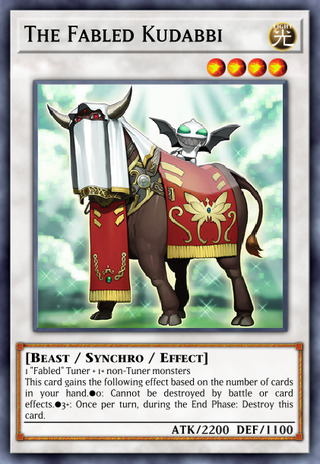 The Fabled Kudabbi
LIGHT
光
[Beast / Synchro / Effect]
1 "Fabled" Tuner + 1+ non-Tuner monsters
This card gains the following effect based on the number of cards
in your hand.●0: Cannot be destroyed by battle or card
effects.●3+: Once per turn, during the End Phase: Destroy this
card.
ATK/2200 DEF/1100